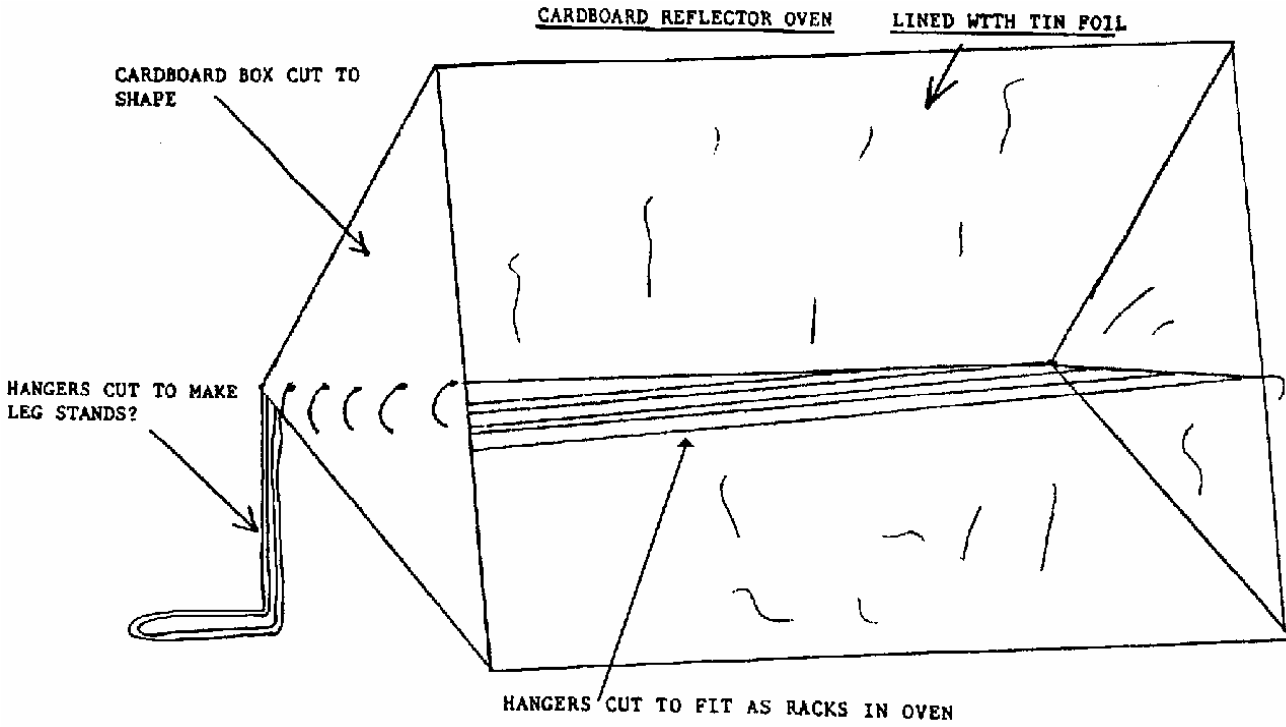 CARDBOARD REFLECTOR OVEN
LINED WITH TIN FOIL
CARDBOARD BOX CUT TO
SHAPE
HANGERS CUT TO MAKE
LEG STANDS?
HANGERS CUT TO FIT AS RACKS IN OVEN